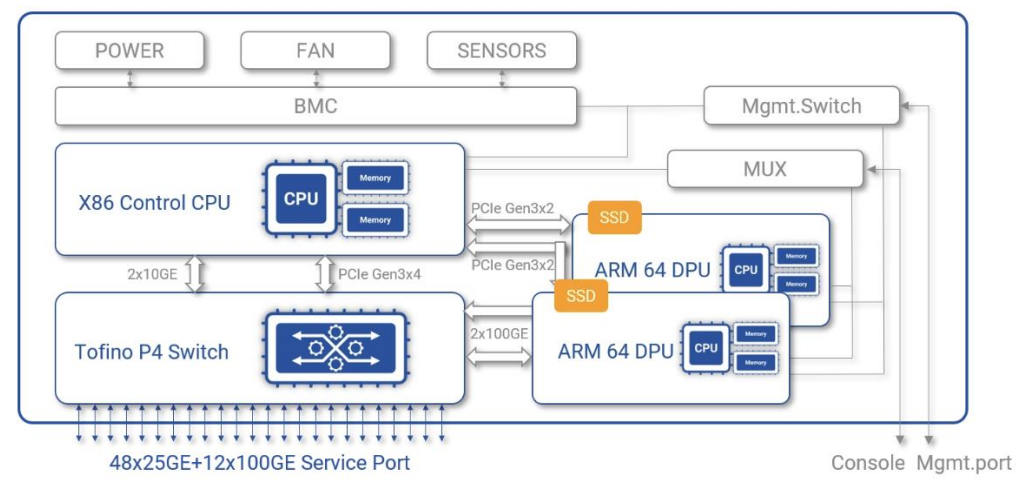 POWER
FAN
SENSORS
BMC
Mgmt.Switch
MUX
X86 Control CPU
CPU
Memory
Memory
PCIe Gen3x2
SSD
PCIe Gen3x2
ARM 64 DPU
CPU
Memory
Memory
2x10GE
PCIe Gen3x4
SSD
Tofino P4 Switch
2x100GE
ARM 64 DPU
CPU
Memory
Memory
48x25GE+12x100GE Service Port
Console Mgmt.port